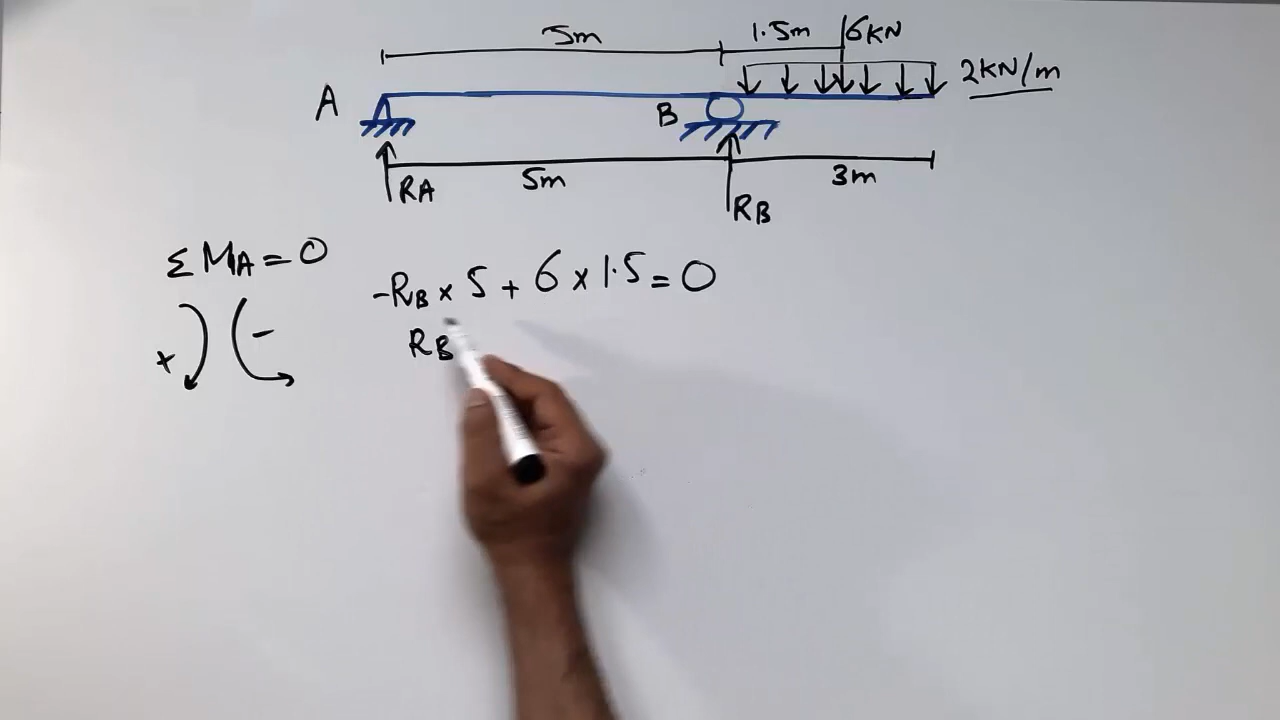 5m 1.5m 6KN
2KN/m
A B
RA 5m RB 3m
ΣMA=0
-RB x 5 + 6 x 1.5 = 0
+ -
RB